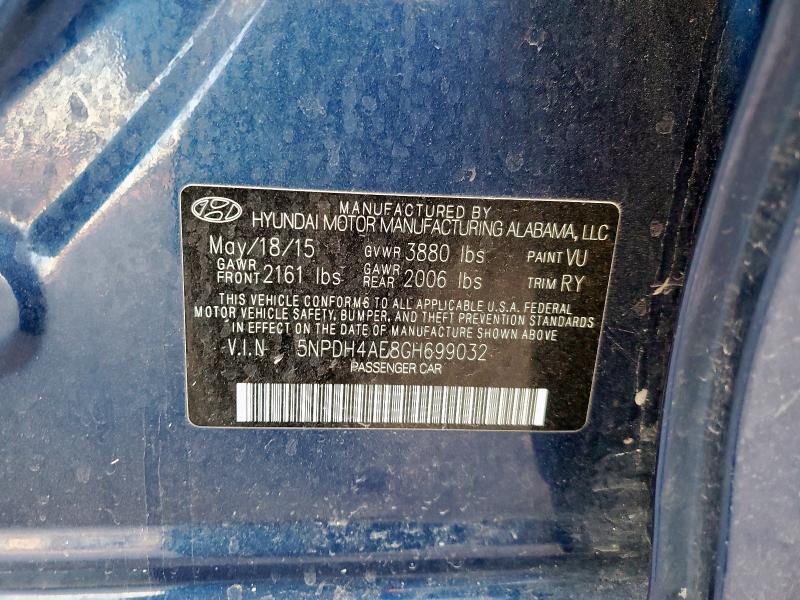 MANUFACTURED BY
HYUNDAI MOTOR MANUFACTURING ALABAMA, LLC
May/18/15 GVWR 3880 lbs PAINT VU
GAWR FRONT 2161 lbs GAWR REAR 2006 lbs TRIM RY
THIS VEHICLE CONFORMS TO ALL APPLICABLE U.S.A. FEDERAL
MOTOR VEHICLE SAFETY, BUMPER, AND THEFT PREVENTION STANDARDS
IN EFFECT ON THE DATE OF MANUFACTURE SHOWN ABOVE
V.I.N 5NPDH4AE8GH699032
PASSENGER CAR